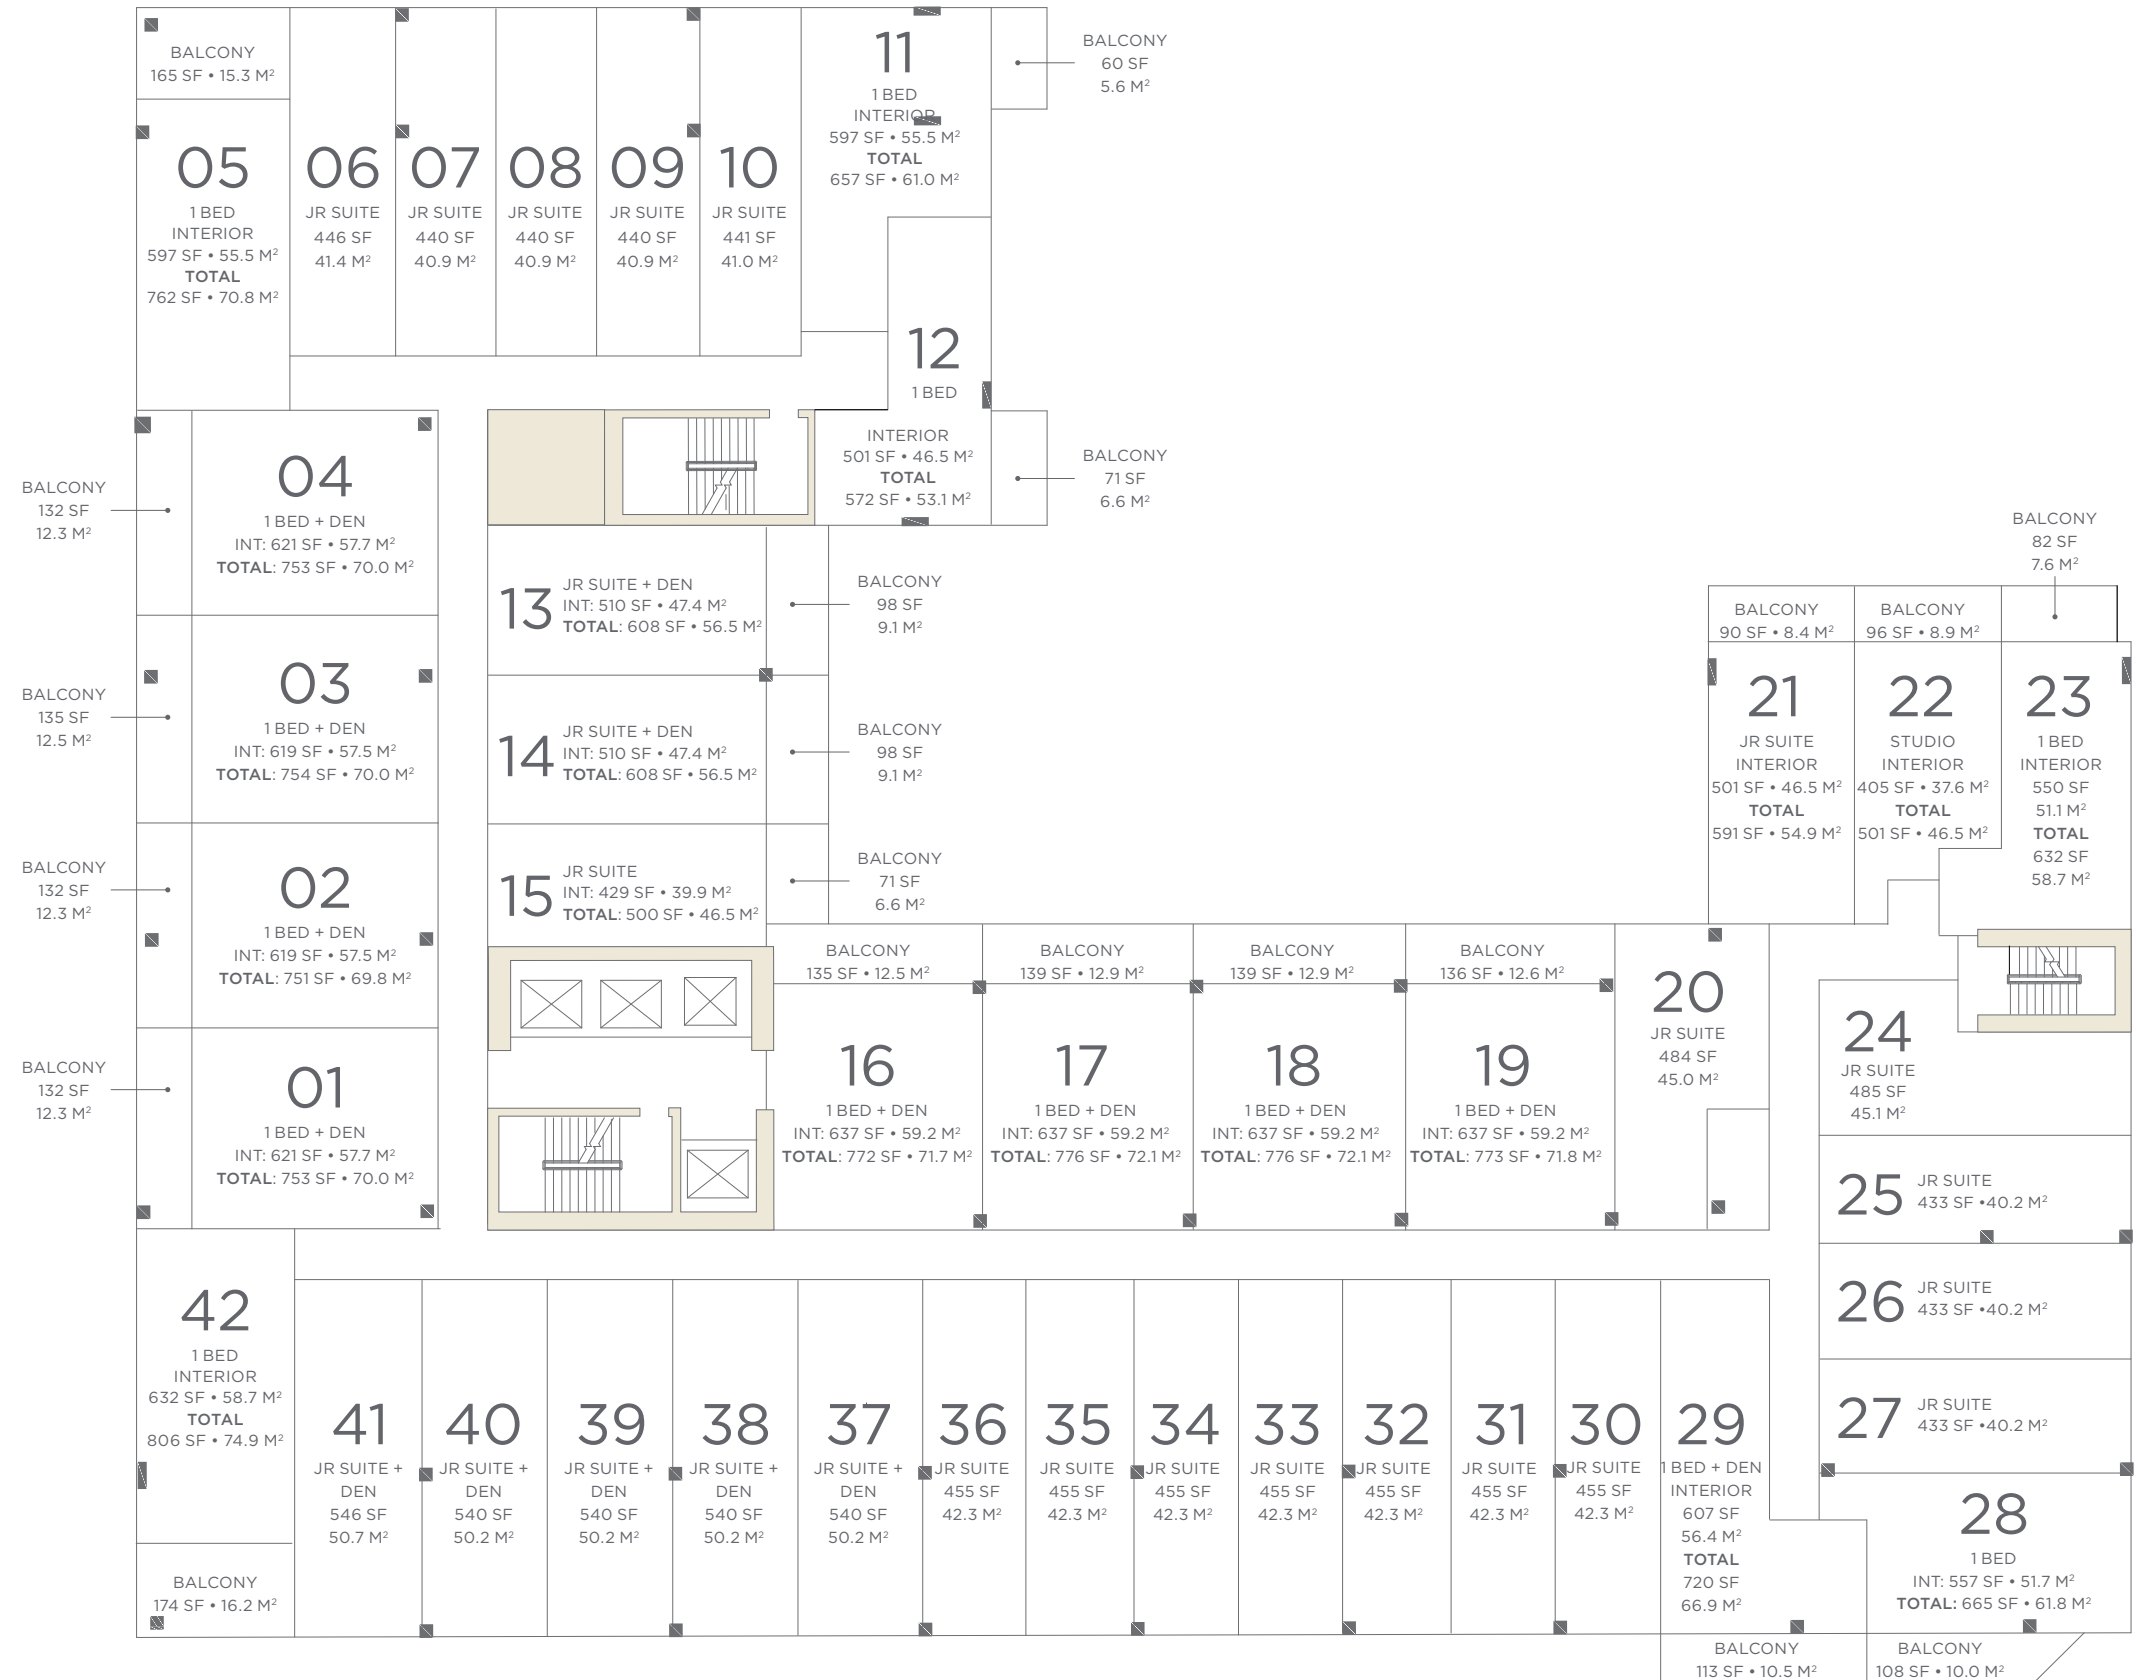 BALCONY
165 SF • 15.3 M²
05
1 BED
INTERIOR
597 SF • 55.5 M²
TOTAL
762 SF • 70.8 M²
06
JR SUITE
446 SF
41.4 M²
07
JR SUITE
440 SF
40.9 M²
08
JR SUITE
440 SF
40.9 M²
09
JR SUITE
440 SF
40.9 M²
10
JR SUITE
441 SF
41.0 M²
11
1 BED
INTERIOR
597 SF • 55.5 M²
TOTAL
657 SF • 61.0 M²
BALCONY
60 SF
5.6 M²
12
1 BED
INTERIOR
501 SF • 46.5 M²
TOTAL
572 SF • 53.1 M²
BALCONY
71 SF
6.6 M²
BALCONY
132 SF
12.3 M²
04
1 BED + DEN
INT: 621 SF • 57.7 M²
TOTAL: 753 SF • 70.0 M²
BALCONY
135 SF
12.5 M²
03
1 BED + DEN
INT: 619 SF • 57.5 M²
TOTAL: 754 SF • 70.0 M²
BALCONY
132 SF
12.3 M²
02
1 BED + DEN
INT: 619 SF • 57.5 M²
TOTAL: 751 SF • 69.8 M²
BALCONY
132 SF
12.3 M²
01
1 BED + DEN
INT: 621 SF • 57.7 M²
TOTAL: 753 SF • 70.0 M²
13
JR SUITE + DEN
INT: 510 SF • 47.4 M²
TOTAL: 608 SF • 56.5 M²
BALCONY
98 SF
9.1 M²
14
JR SUITE + DEN
INT: 510 SF • 47.4 M²
TOTAL: 608 SF • 56.5 M²
BALCONY
98 SF
9.1 M²
15
JR SUITE
INT: 429 SF • 39.9 M²
TOTAL: 500 SF • 46.5 M²
BALCONY
71 SF
6.6 M²
BALCONY
135 SF • 12.5 M²
16
1 BED + DEN
INT: 637 SF • 59.2 M²
TOTAL: 772 SF • 71.7 M²
BALCONY
139 SF • 12.9 M²
17
1 BED + DEN
INT: 637 SF • 59.2 M²
TOTAL: 776 SF • 72.1 M²
BALCONY
139 SF • 12.9 M²
18
1 BED + DEN
INT: 637 SF • 59.2 M²
TOTAL: 776 SF • 72.1 M²
BALCONY
136 SF • 12.6 M²
19
1 BED + DEN
INT: 637 SF • 59.2 M²
TOTAL: 773 SF • 71.8 M²
20
JR SUITE
484 SF
45.0 M²
BALCONY
90 SF • 8.4 M²
21
JR SUITE
INTERIOR
501 SF • 46.5 M²
TOTAL
591 SF • 54.9 M²
BALCONY
96 SF • 8.9 M²
22
STUDIO
INTERIOR
405 SF • 37.6 M²
TOTAL
501 SF • 46.5 M²
BALCONY
82 SF
7.6 M²
23
1 BED
INTERIOR
550 SF
51.1 M²
TOTAL
632 SF
58.7 M²
24
JR SUITE
485 SF
45.1 M²
25
JR SUITE
433 SF •40.2 M²
26
JR SUITE
433 SF •40.2 M²
27
JR SUITE
433 SF •40.2 M²
28
1 BED
INT: 557 SF • 51.7 M²
TOTAL: 665 SF • 61.8 M²
BALCONY
108 SF • 10.0 M²
42
1 BED
INTERIOR
632 SF • 58.7 M²
TOTAL
806 SF • 74.9 M²
BALCONY
174 SF • 16.2 M²
41
JR SUITE +
DEN
546 SF
50.7 M²
40
JR SUITE +
DEN
540 SF
50.2 M²
39
JR SUITE +
DEN
540 SF
50.2 M²
38
JR SUITE +
DEN
540 SF
50.2 M²
37
JR SUITE +
DEN
540 SF
50.2 M²
36
JR SUITE
455 SF
42.3 M²
35
JR SUITE
455 SF
42.3 M²
34
JR SUITE
455 SF
42.3 M²
33
JR SUITE
455 SF
42.3 M²
32
JR SUITE
455 SF
42.3 M²
31
JR SUITE
455 SF
42.3 M²
30
JR SUITE
455 SF
42.3 M²
29
1 BED + DEN
INTERIOR
607 SF
56.4 M²
TOTAL
720 SF
66.9 M²
BALCONY
113 SF • 10.5 M²